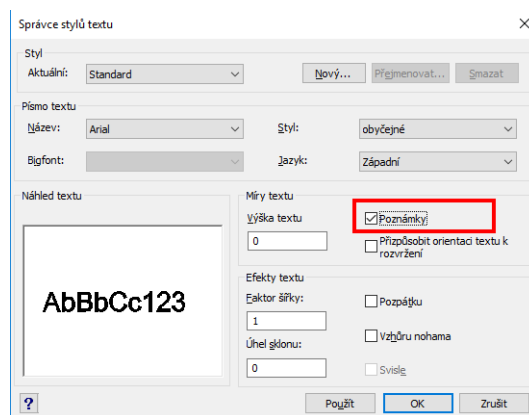 Správce stylů textu
Styl
Aktuální: Standard Nový... Přejmenovat... Smazat
Písmo textu
Název: Arial Styl: obyčejné
Bigfont: Jazyk: Západní
Náhled textu
AbBbCc123
Míry textu
Výška textu Poznámky
0 Přizpůsobit orientaci textu k
rozvržení
Efekty textu
Faktor šířky: Pozpátku
1
Úhel sklonu: Vzhůru nohama
0 Svisle
? Použít OK Zrušit